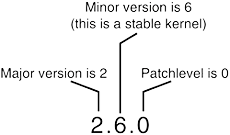 Minor version is 6
(this is a stable kernel)
Major version is 2
Patchlevel is 0
2.6.0